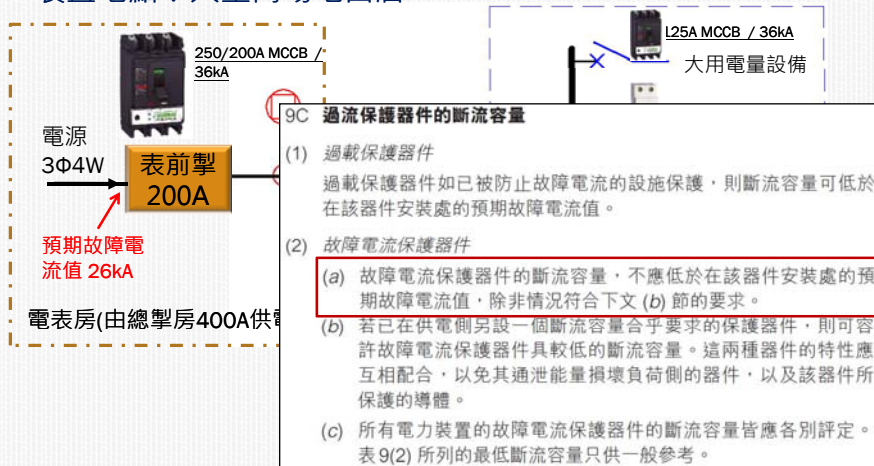 250/200A MCCB /
36kA
125A MCCB / 36kA
大用電量設備
電源
3Φ4W
表前掣
200A
預期故障電
流值 26kA
電表房(由總掣房400A供電
9C 過流保護器件的斷流容量
(1) 過載保護器件
過載保護器件如已被防止故障電流的設施保護，則斷流容量可低於
在該器件安裝處的預期故障電流值。
(2) 故障電流保護器件
(a) 故障電流保護器件的斷流容量，不應低於在該器件安裝處的預
期故障電流值，除非情況符合下文 (b) 節的要求。
(b) 若已在供電側另設一個斷流容量合乎要求的保護器件，則可容
許故障電流保護器件具較低的斷流容量。這兩種器件的特性應
互相配合，以免其通泄能量損壞負荷側的器件，以及該器件所
保護的導體。
(c) 所有電力裝置的故障電流保護器件的斷流容量皆應各別評定。
表 9(2) 所列的最低斷流容量只供一般參考。